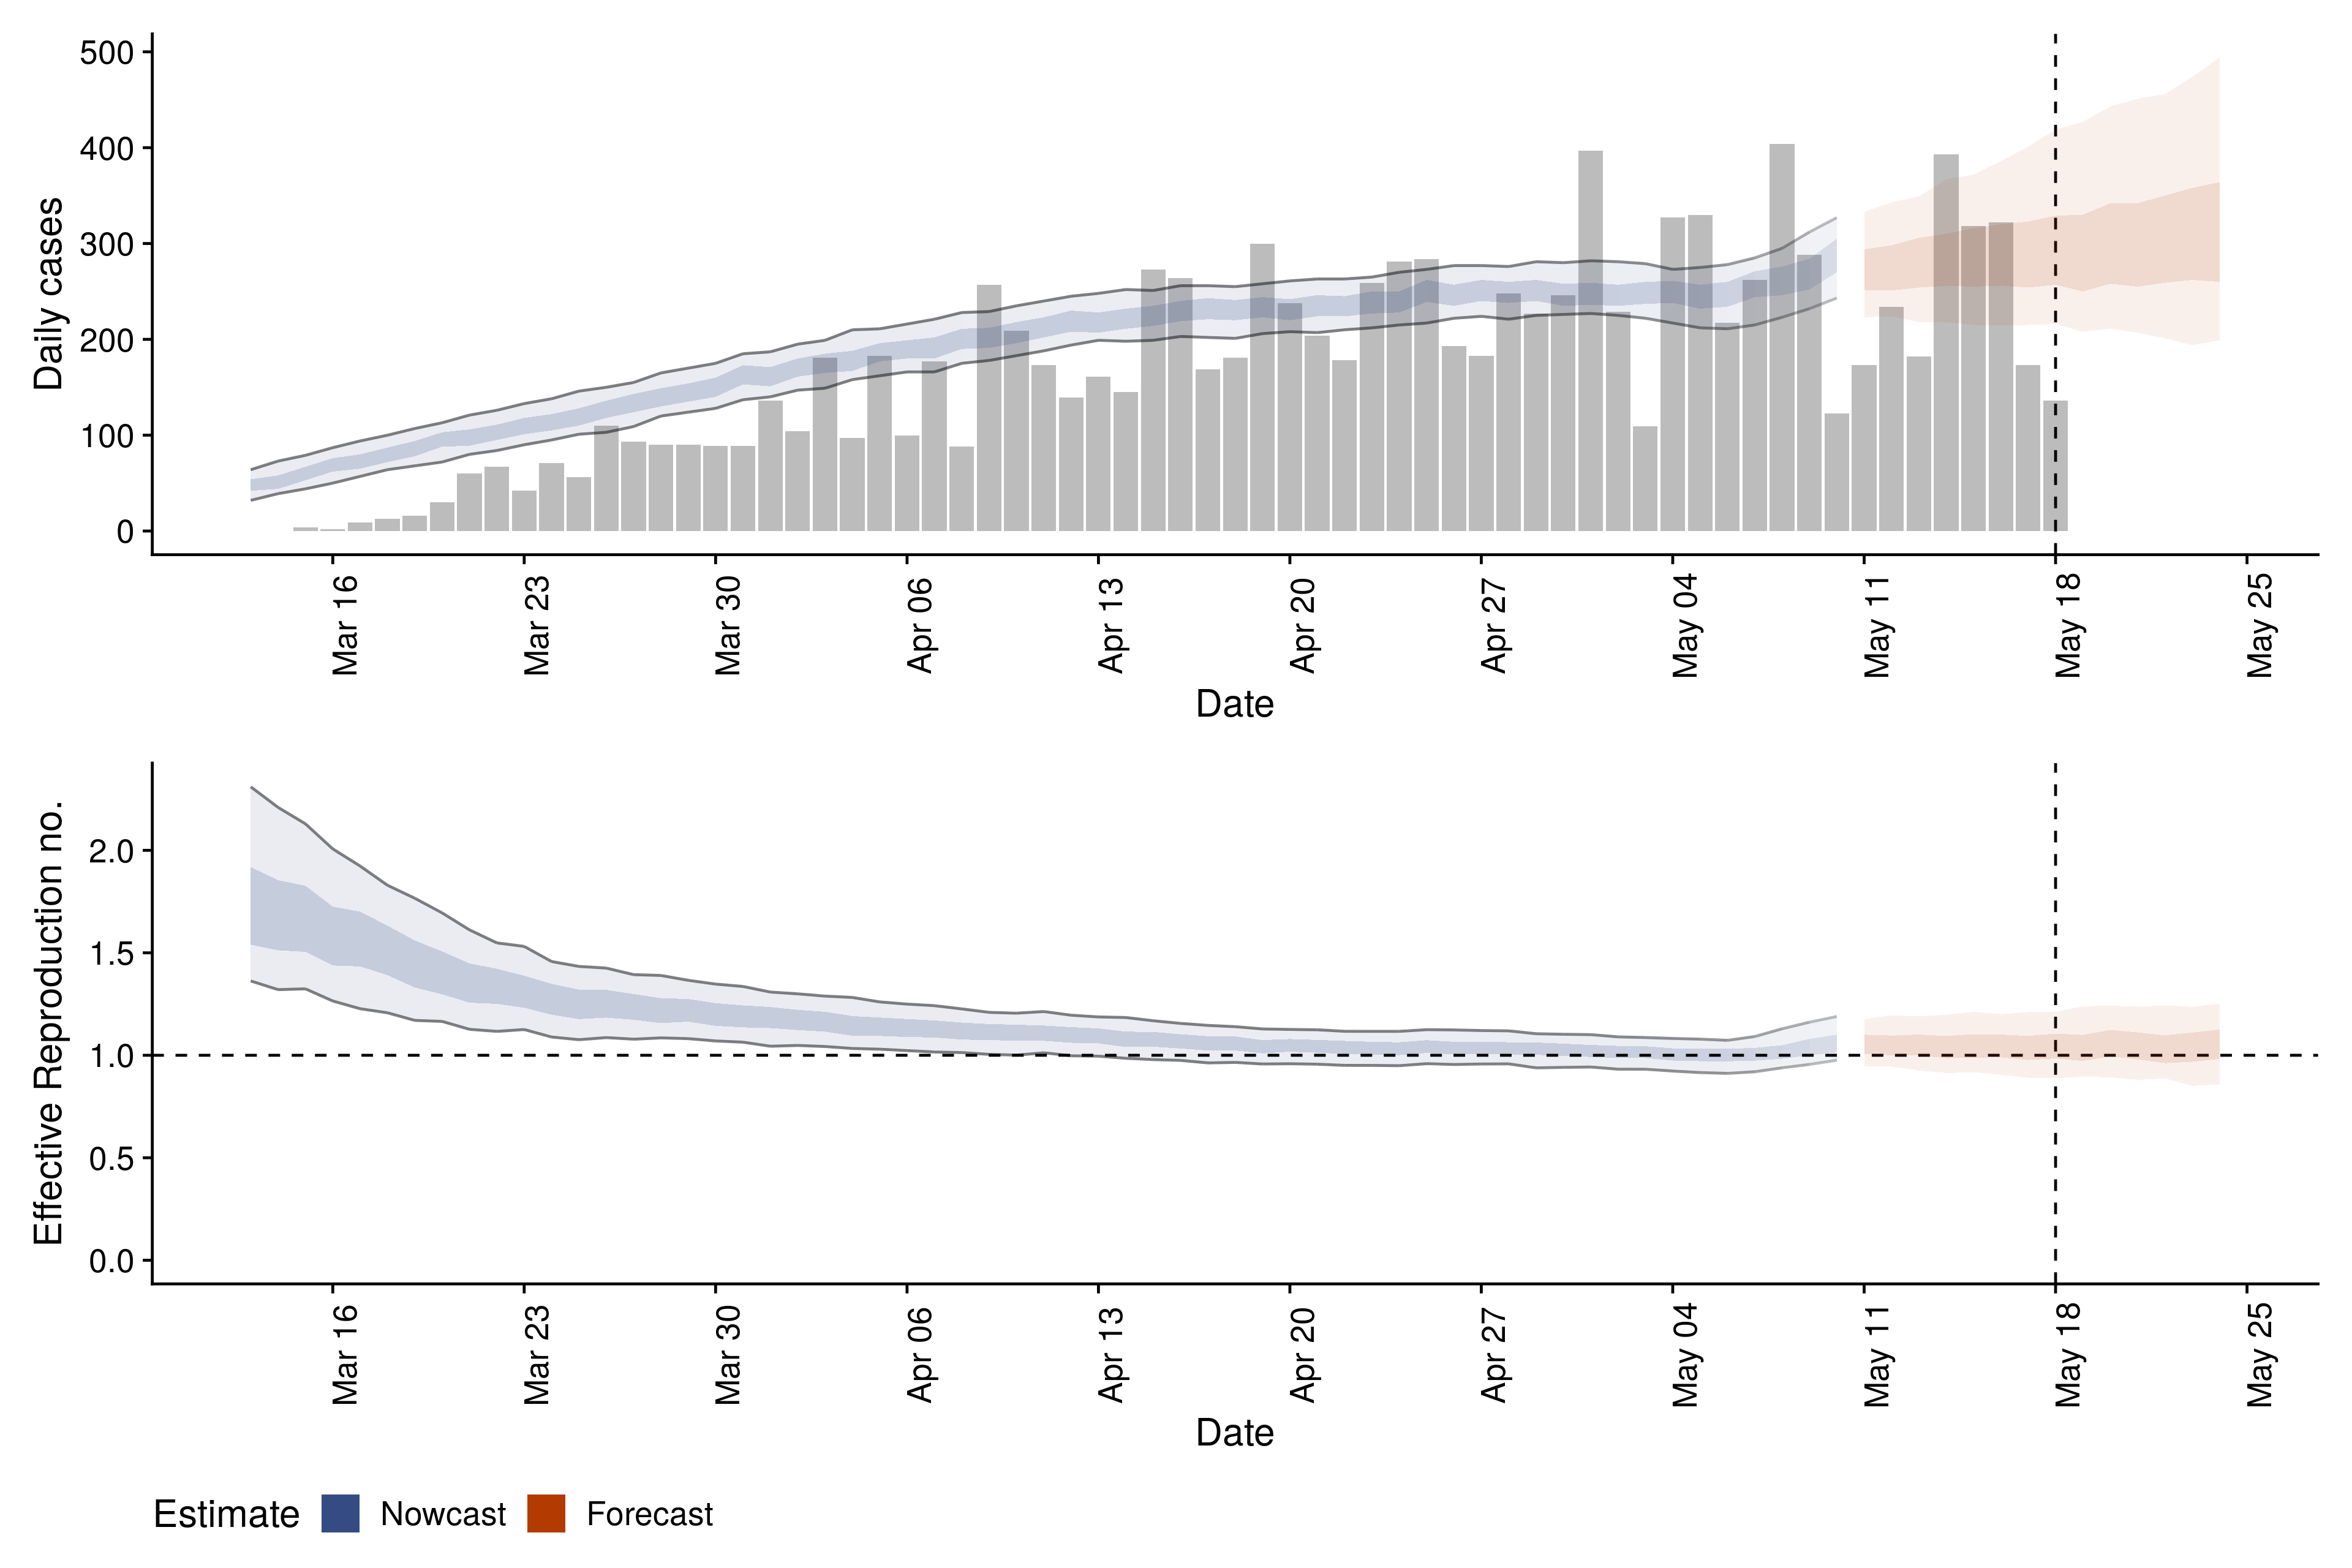 Daily cases
500
400
300
200
100
0
Mar 16
Mar 23
Mar 30
Apr 06
Apr 13
Apr 20
Apr 27
May 04
May 11
May 18
May 25
Date
Effective Reproduction no.
2.0
1.5
1.0
0.5
0.0
Mar 16
Mar 23
Mar 30
Apr 06
Apr 13
Apr 20
Apr 27
May 04
May 11
May 18
May 25
Date
Estimate Nowcast Forecast